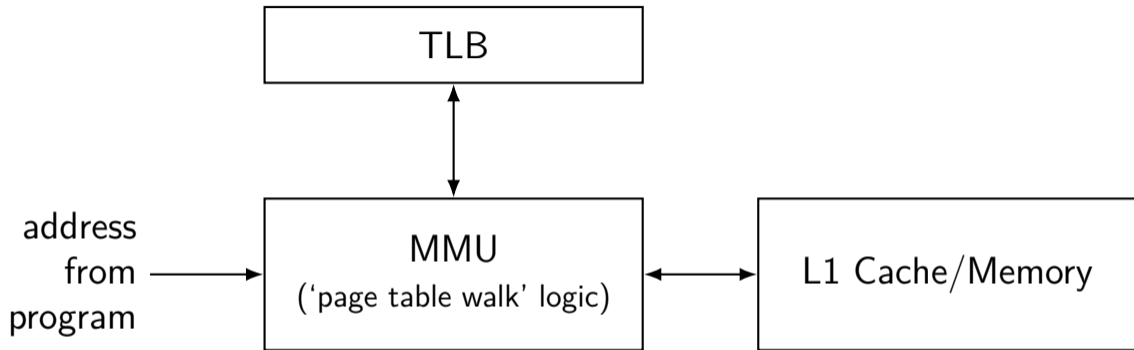 TLB
address
from
program
MMU
(‘page table walk’ logic)
L1 Cache/Memory